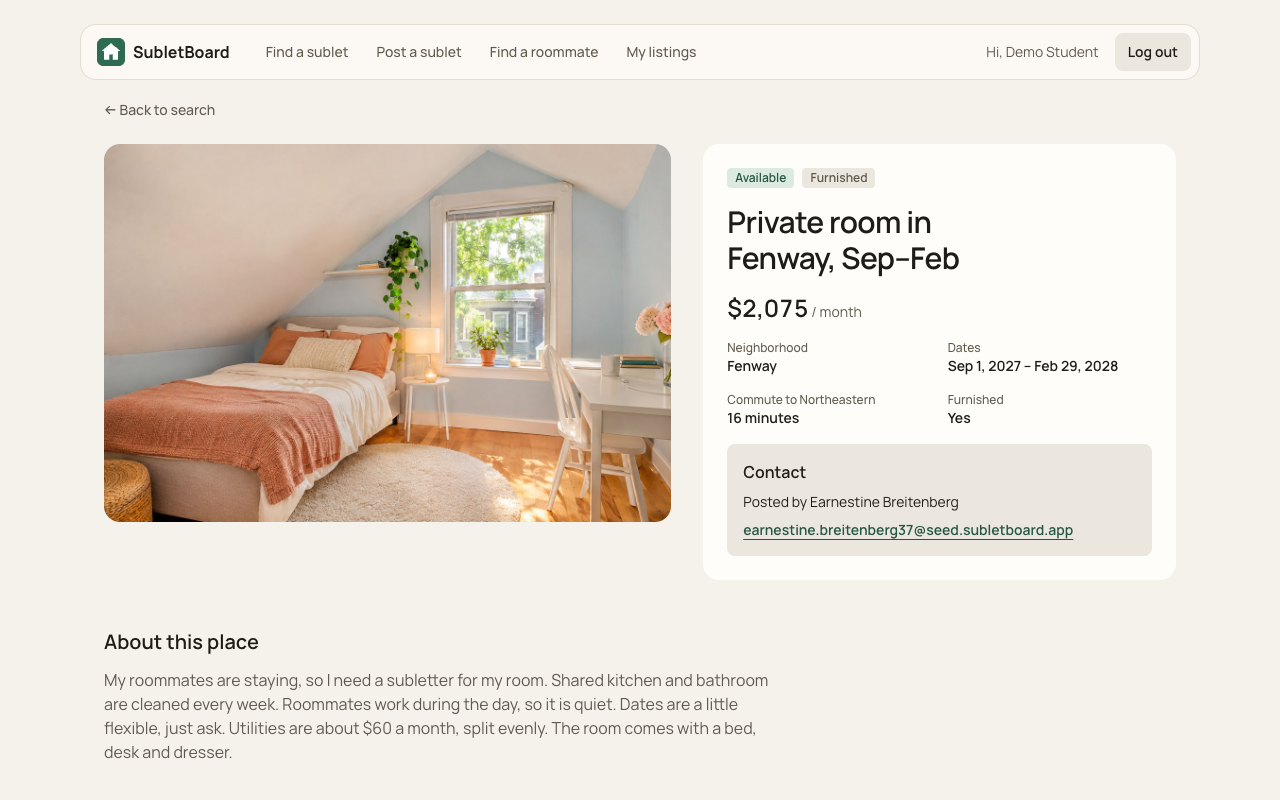 SubletBoard
Find a sublet
Post a sublet
Find a roommate
My listings
Hi, Demo Student
Log out
← Back to search
Available
Furnished
Private room in
Fenway, Sep–Feb
$2,075 / month
Neighborhood
Fenway
Dates
Sep 1, 2027 – Feb 29, 2028
Commute to Northeastern
16 minutes
Furnished
Yes
Contact
Posted by Earnestine Breitenberg
earnestine.breitenberg37@seed.subletboard.app
About this place
My roommates are staying, so I need a subletter for my room. Shared kitchen and bathroom
are cleaned every week. Roommates work during the day, so it is quiet. Dates are a little
flexible, just ask. Utilities are about $60 a month, split evenly. The room comes with a bed,
desk and dresser.